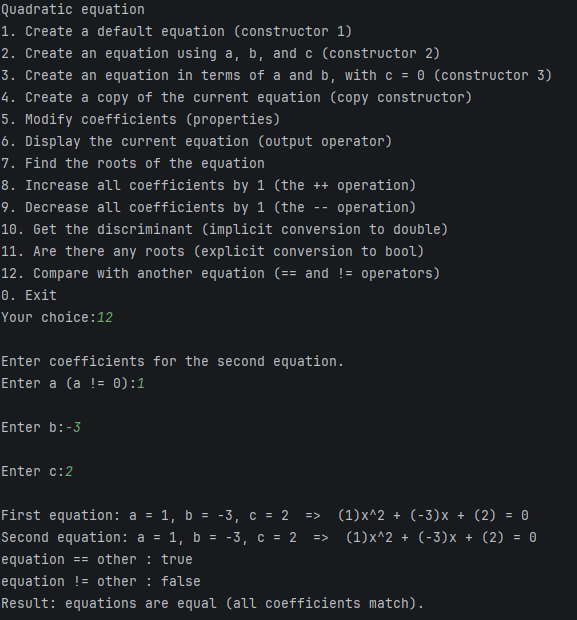 Quadratic equation
1. Create a default equation (constructor 1)
2. Create an equation using a, b, and c (constructor 2)
3. Create an equation in terms of a and b, with c = 0 (constructor 3)
4. Create a copy of the current equation (copy constructor)
5. Modify coefficients (properties)
6. Display the current equation (output operator)
7. Find the roots of the equation
8. Increase all coefficients by 1 (the ++ operation)
9. Decrease all coefficients by 1 (the -- operation)
10. Get the discriminant (implicit conversion to double)
11. Are there any roots (explicit conversion to bool)
12. Compare with another equation (== and != operators)
0. Exit
Your choice:12
Enter coefficients for the second equation.
Enter a (a != 0):1
Enter b:-3
Enter c:2
First equation: a = 1, b = -3, c = 2  =>  (1)x^2 + (-3)x + (2) = 0
Second equation: a = 1, b = -3, c = 2  =>  (1)x^2 + (-3)x + (2) = 0
equation == other : true
equation != other : false
Result: equations are equal (all coefficients match).